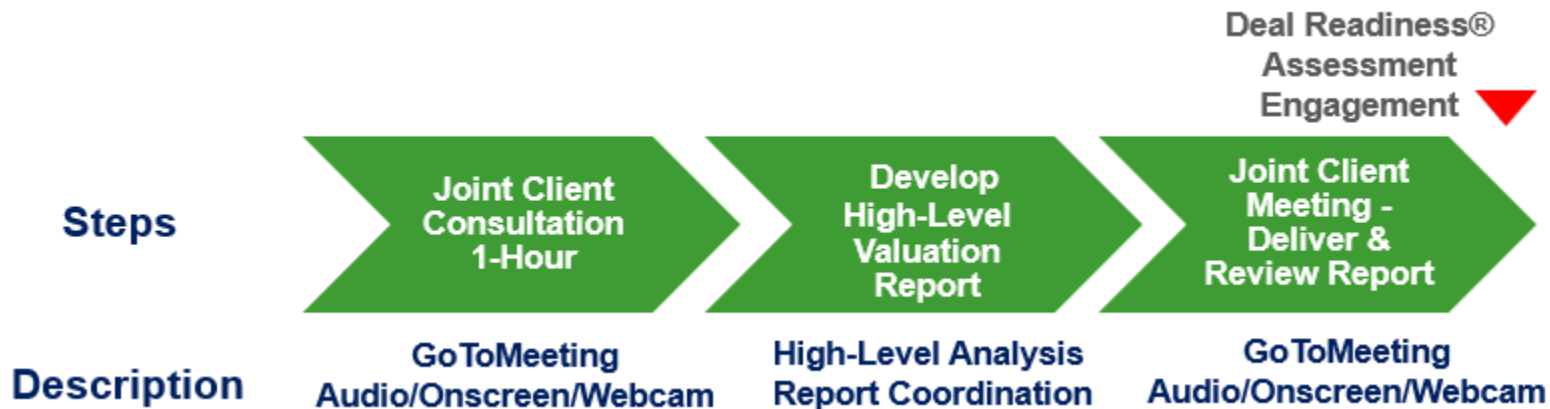 Deal Readiness®
Assessment
Engagement
Steps
Joint Client
Consultation
1-Hour
Develop
High-Level
Valuation
Report
Joint Client
Meeting -
Deliver &
Review Report
Description
GoToMeeting
Audio/Onscreen/Webcam
High-Level Analysis
Report Coordination
GoToMeeting
Audio/Onscreen/Webcam